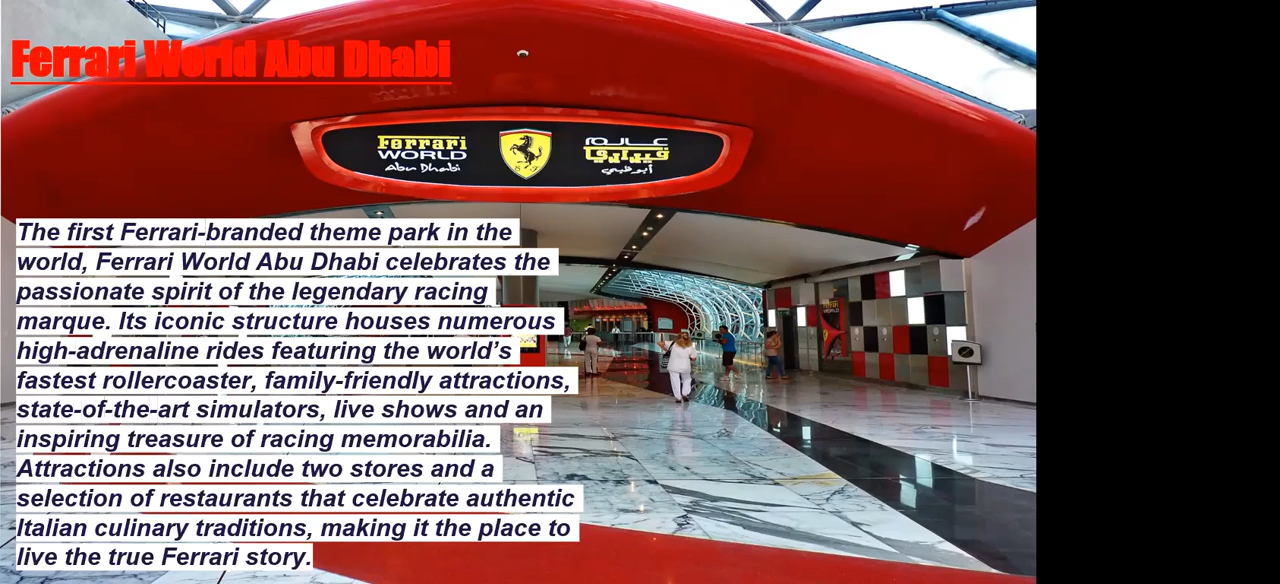 Ferrari World Abu Dhabi
Ferrari
WORLD
Abu Dhabi
عالم
فيراري
أبوظبي
The first Ferrari-branded theme park in the
world, Ferrari World Abu Dhabi celebrates the
passionate spirit of the legendary racing
marque. Its iconic structure houses numerous
high-adrenaline rides featuring the world’s
fastest rollercoaster, family-friendly attractions,
state-of-the-art simulators, live shows and an
inspiring treasure of racing memorabilia.
Attractions also include two stores and a
selection of restaurants that celebrate authentic
Italian culinary traditions, making it the place to
live the true Ferrari story.